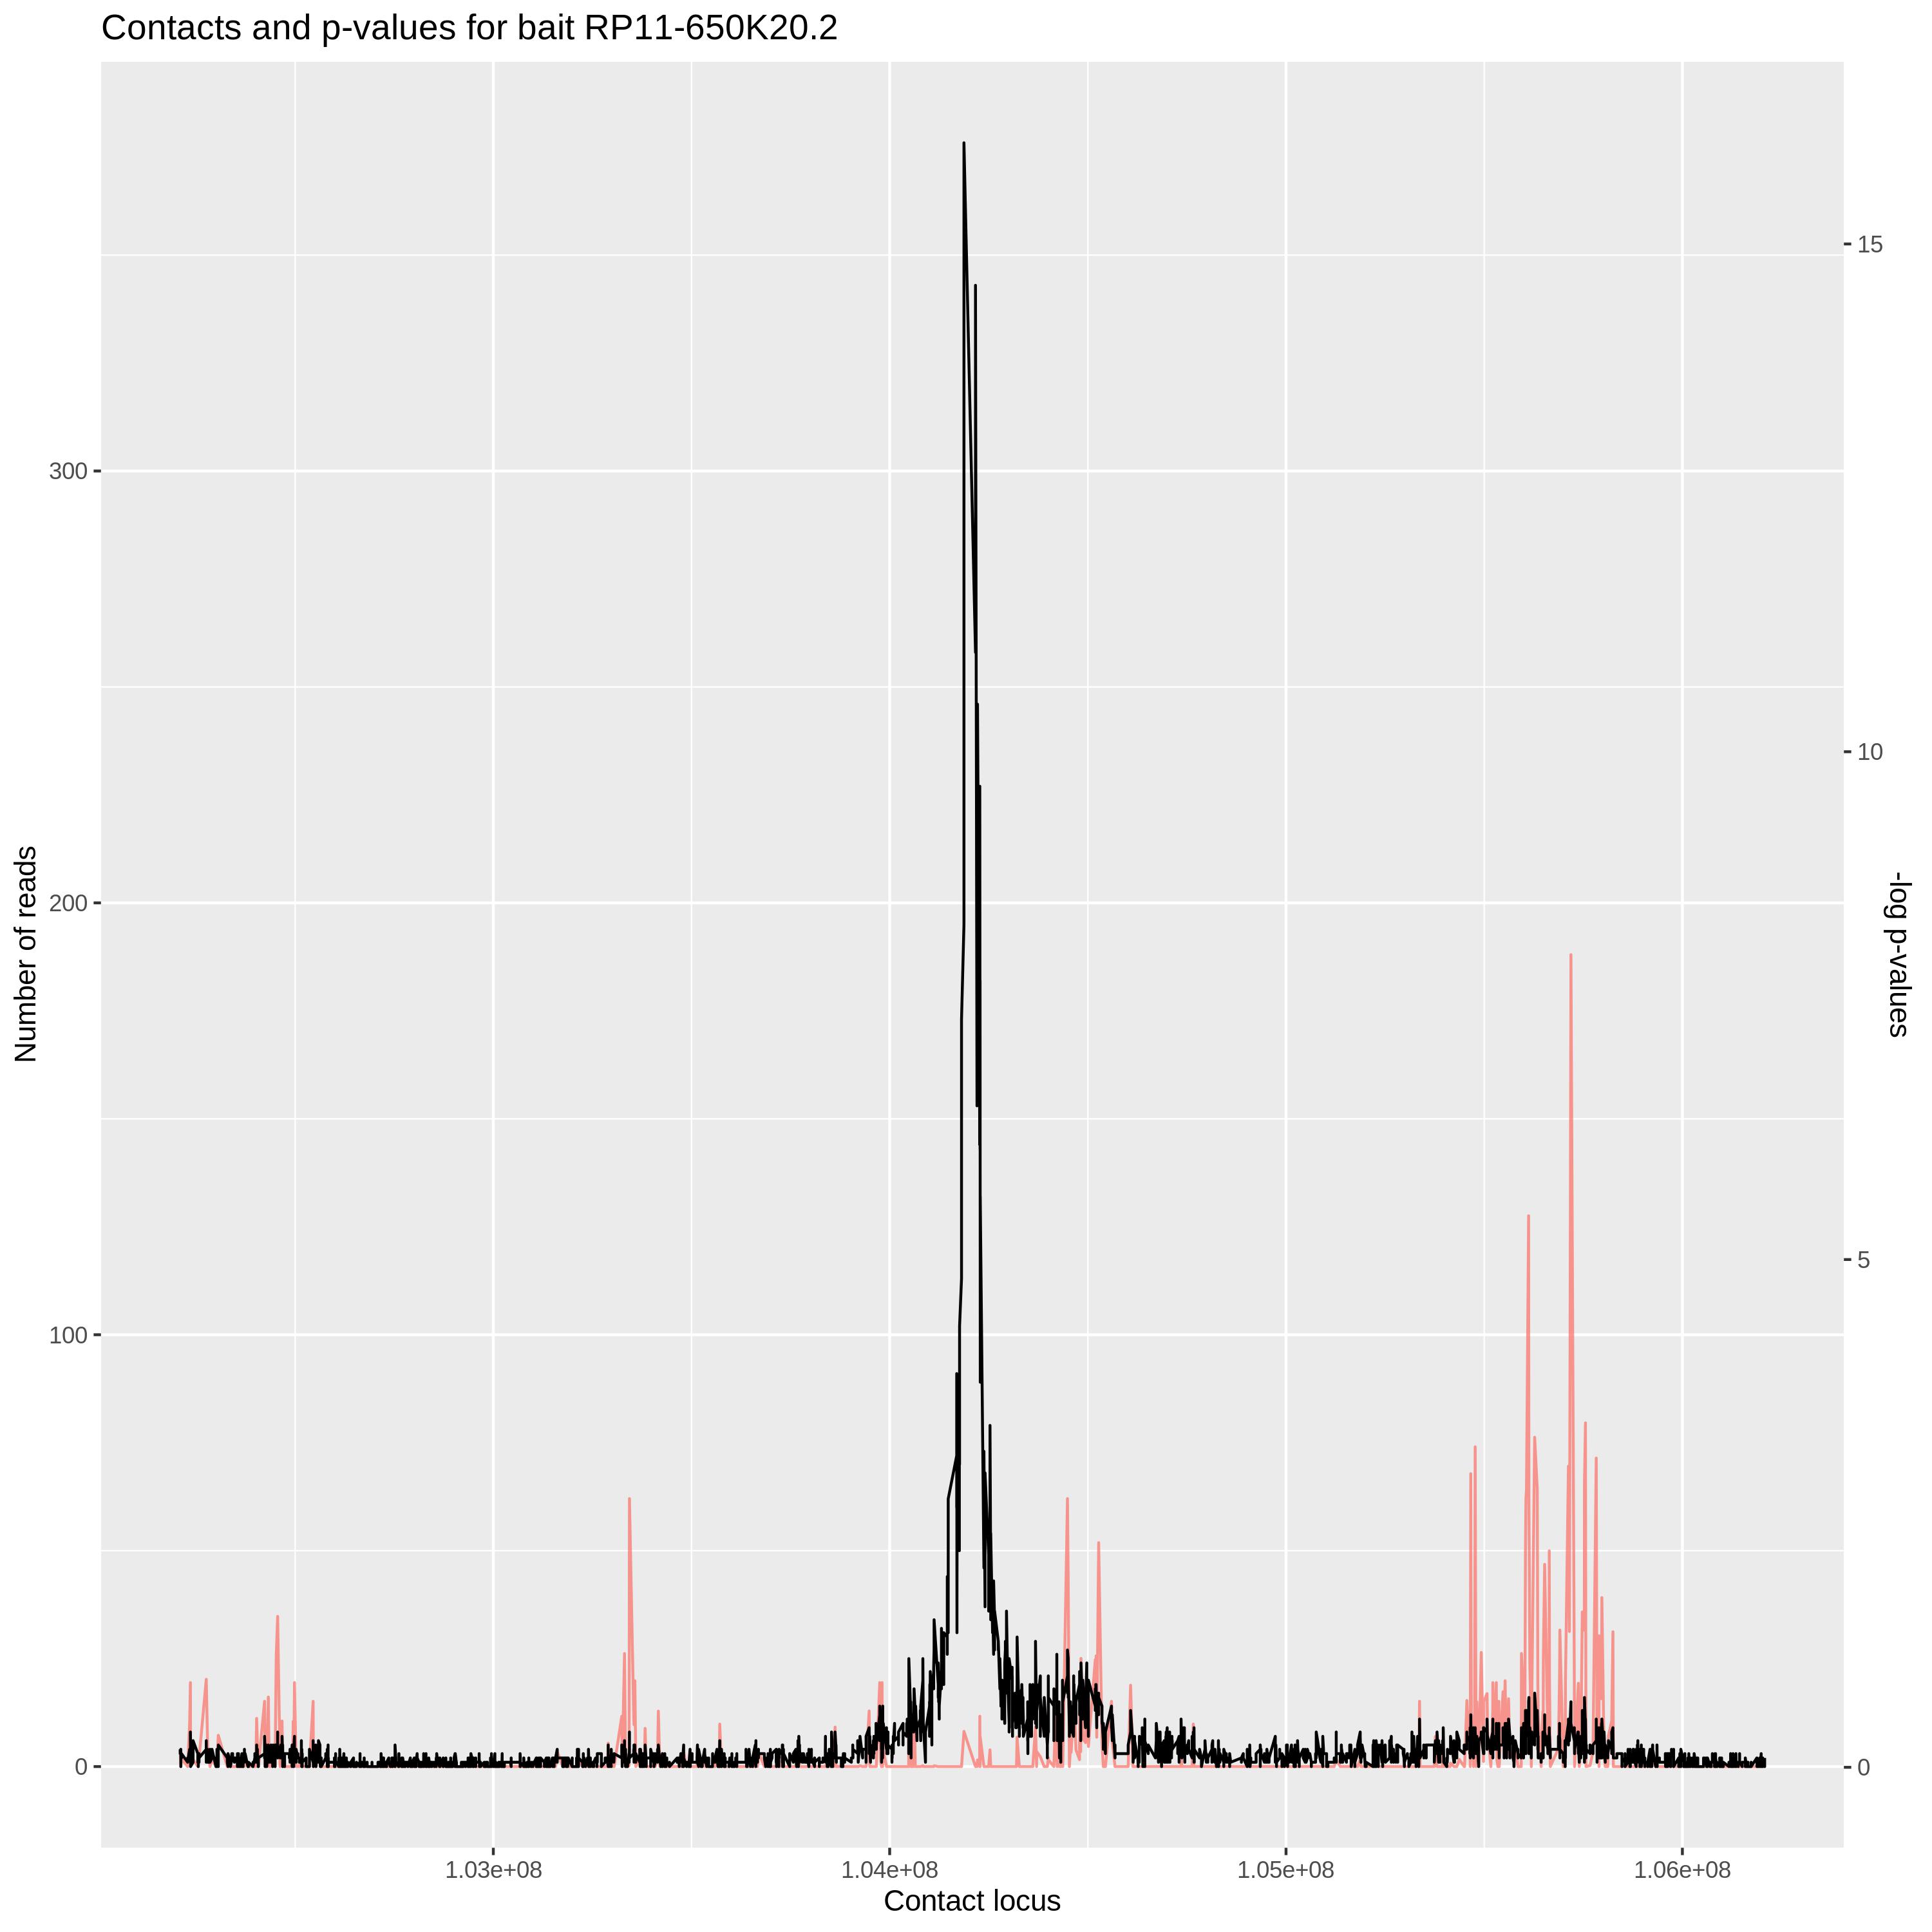 Contacts and p-values for bait RP11-650K20.2
Number of reads
300
200
100
0
15
10
5
0
-log p-values
1.03e+08
1.04e+08
1.05e+08
1.06e+08
Contact locus